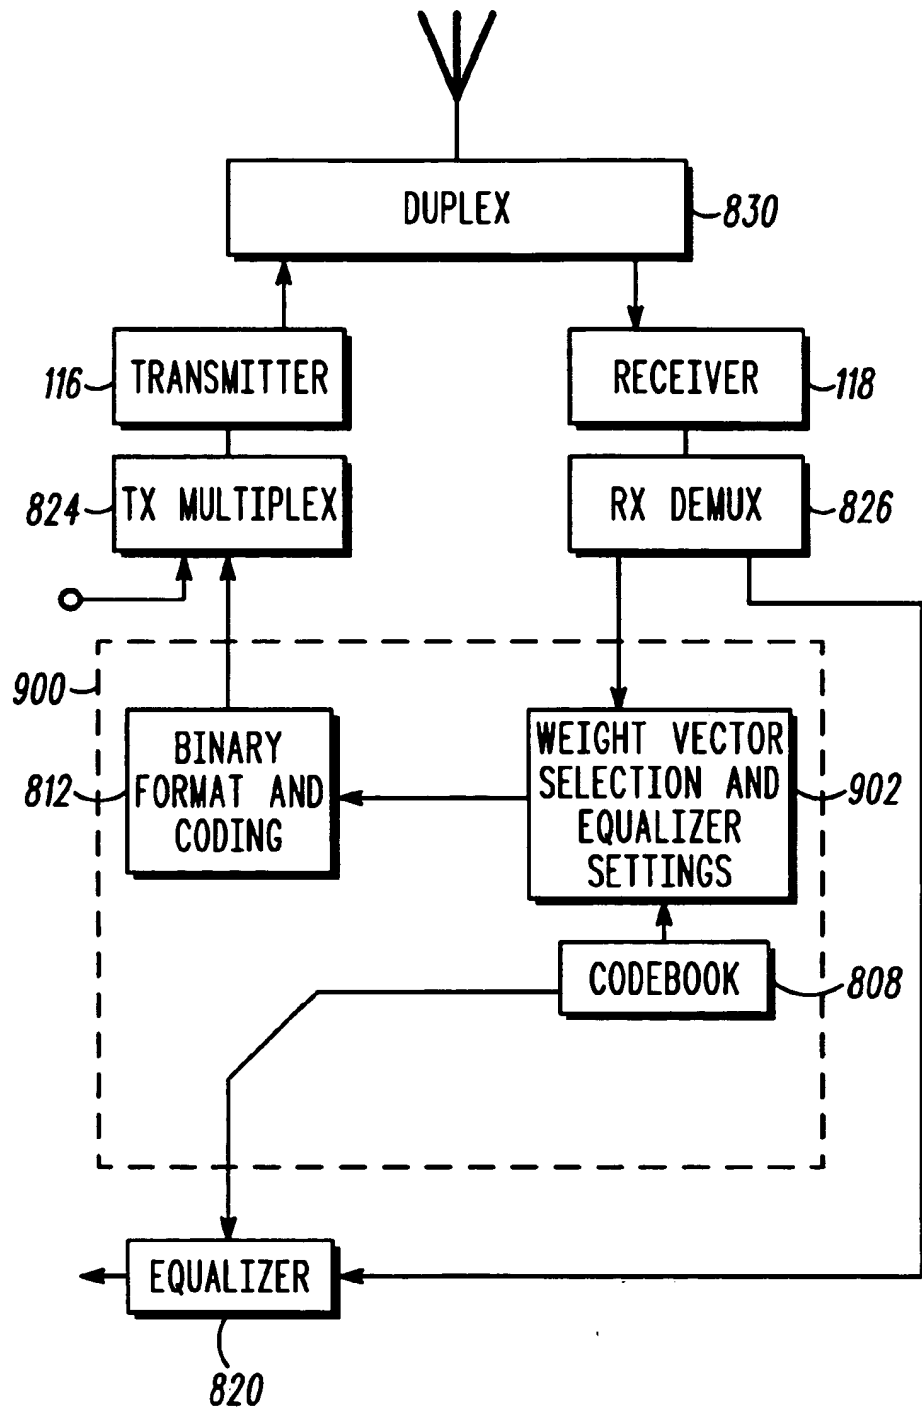 DUPLEX
830
TRANSMITTER
116
RECEIVER
118
TX MULTIPLEX
824
RX DEMUX
826
900
BINARY
FORMAT AND
CODING
812
WEIGHT VECTOR
SELECTION AND
EQUALIZER
SETTINGS
902
CODEBOOK
808
EQUALIZER
820